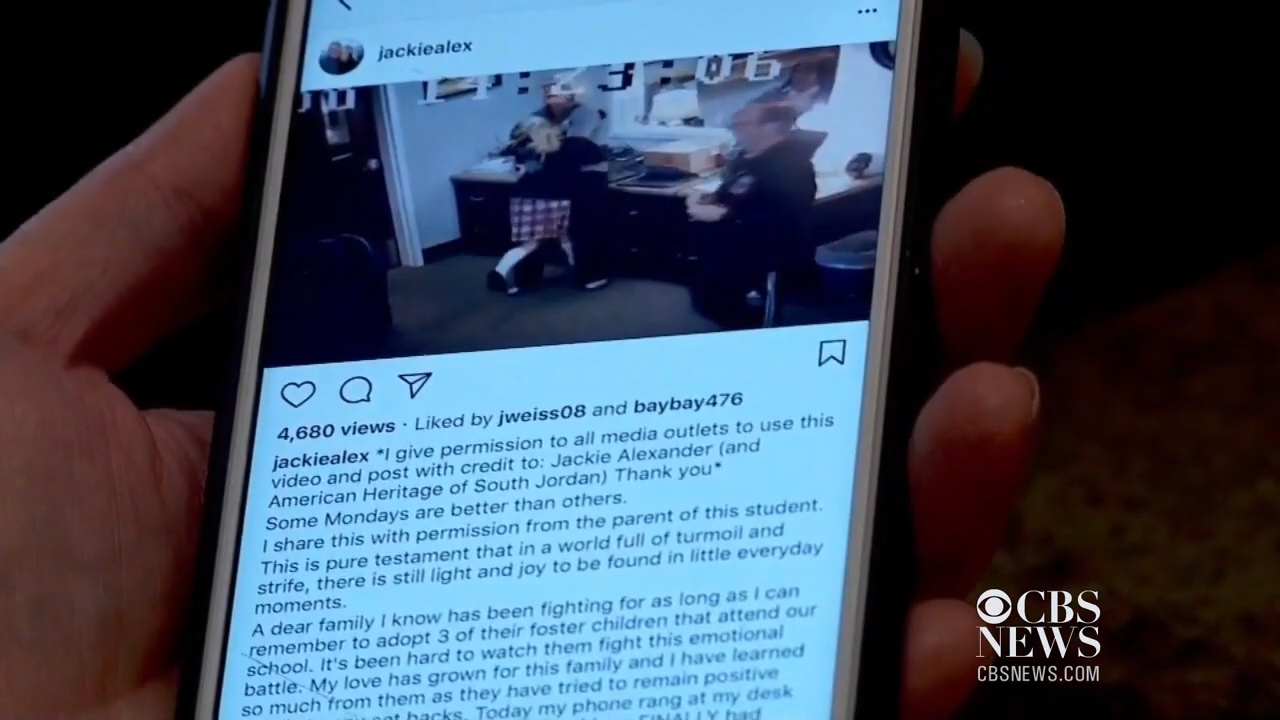 jackiealex
:23:06
4,680 views · Liked by jweiss08 and baybay476
jackiealex *I give permission to all media outlets to use this
video and post with credit to: Jackie Alexander (and
American Heritage of South Jordan) Thank you*
Some Mondays are better than others.
I share this with permission from the parent of this student.
This is pure testament that in a world full of turmoil and
strife, there is still light and joy to be found in little everyday
moments.
A dear family I know has been fighting for as long as I can
remember to adopt 3 of their foster children that attend our
school. It's been hard to watch them fight this emotional
battle. My love has grown for this family and I have learned
so much from them as they have tried to remain positive
set backs. Today my phone rang at my desk
FINALLY had
CBS
NEWS
CBSNEWS.COM